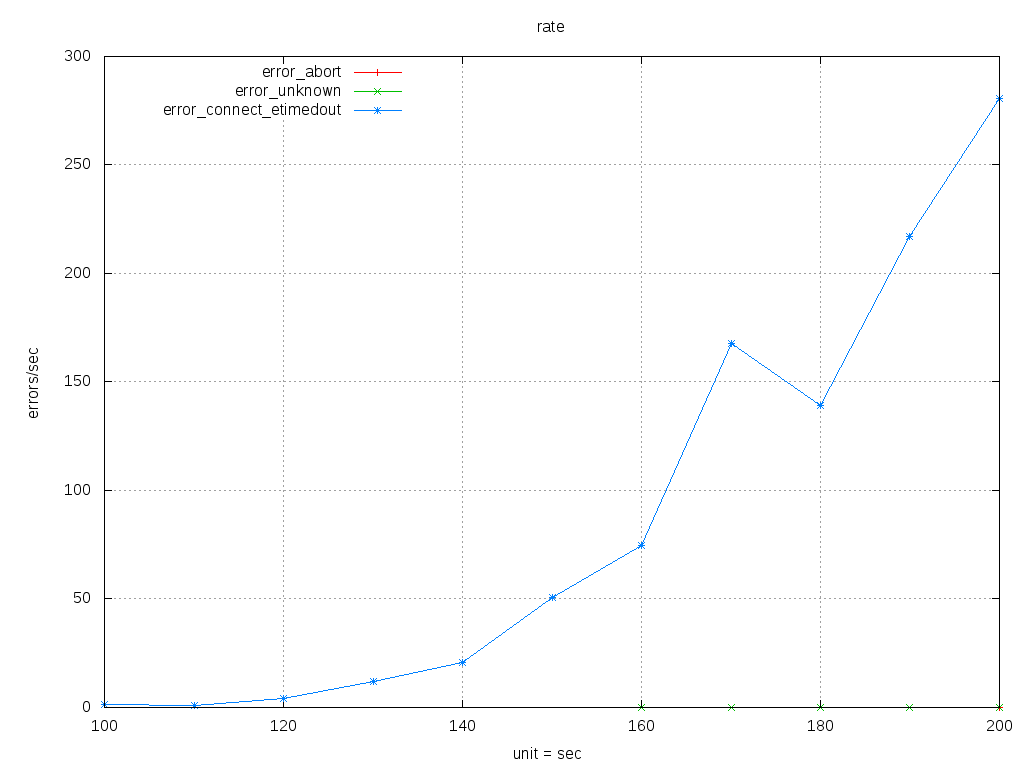 rate
300
error_abort
error_unknown
error_connect_etimedout
250
200
errors/sec
150
100
50
0
100 120 140 160 180 200
unit = sec